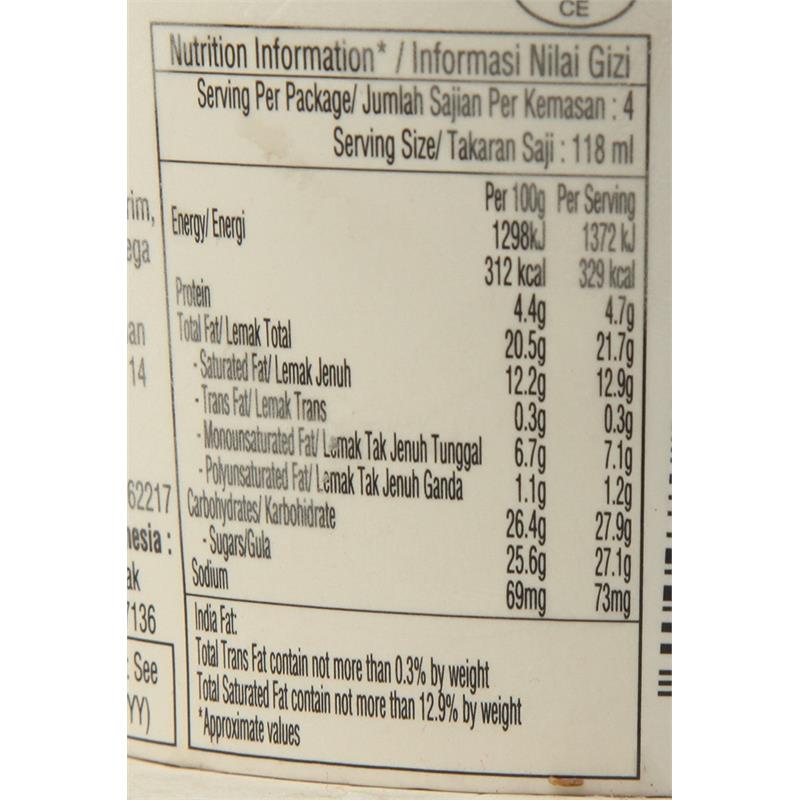 CE
Nutrition Information* / Informasi Nilai Gizi
Serving Per Package/ Jumlah Sajian Per Kemasan : 4
Serving Size/ Takaran Saji : 118 ml
Per 100g Per Serving
Energy/ Energi 1298kJ 1372 kJ
312 kcal 329 kcal
Protein 4.4g 4.7g
Total Fat/ Lemak Total 20.5g 21.7g
- Saturated Fat/ Lemak Jenuh 12.2g 12.9g
- Trans Fat/ Lemak Trans 0.3g 0.3g
- Monounsaturated Fat/ Lemak Tak Jenuh Tunggal 6.7g 7.1g
- Polyunsaturated Fat/ Lemak Tak Jenuh Ganda 1.1g 1.2g
Carbohydrates/ Karbohidrate 26.4g 27.9g
- Sugars/Gula 25.6g 27.1g
Sodium 69mg 73mg
India Fat:
Total Trans Fat contain not more than 0.3% by weight
Total Saturated Fat contain not more than 12.9% by weight
*Approximate values
rim,
ega
an
14
62217
nesia :
ak
7136
: See
YY)